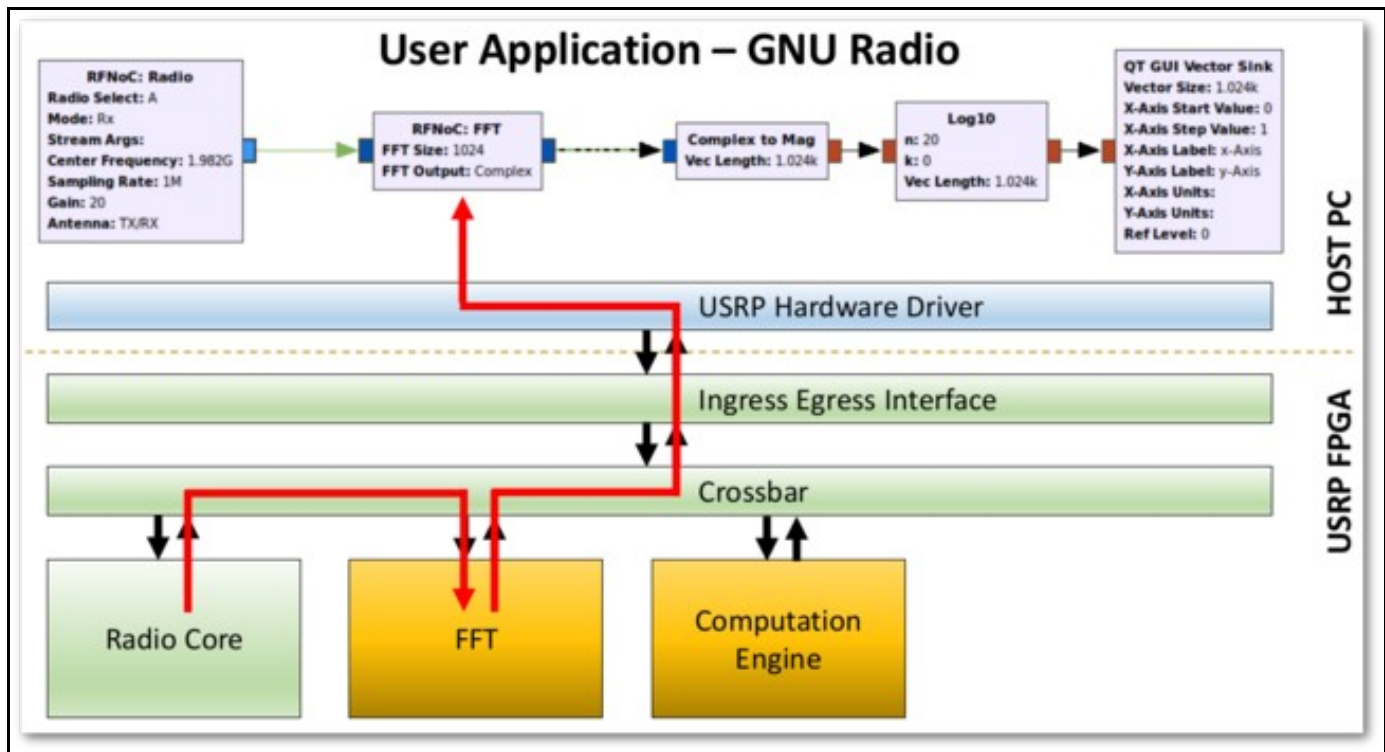 User Application – GNU Radio
RFNoC: Radio
Radio Select: A
Mode: Rx
Stream Args:
Center Frequency: 1.982G
Sampling Rate: 1M
Gain: 20
Antenna: TX/RX
RFNoC: FFT
FFT Size: 1024
FFT Output: Complex
Complex to Mag
Vec Length: 1.024k
Log10
n: 20
k: 0
Vec Length: 1.024k
QT GUI Vector Sink
Vector Size: 1.024k
X-Axis Start Value: 0
X-Axis Step Value: 1
X-Axis Label: x-Axis
Y-Axis Label: y-Axis
X-Axis Units:
Y-Axis Units:
Ref Level: 0
HOST PC
USRP Hardware Driver
Ingress Egress Interface
Crossbar
USRP FPGA
Radio Core
FFT
Computation
Engine